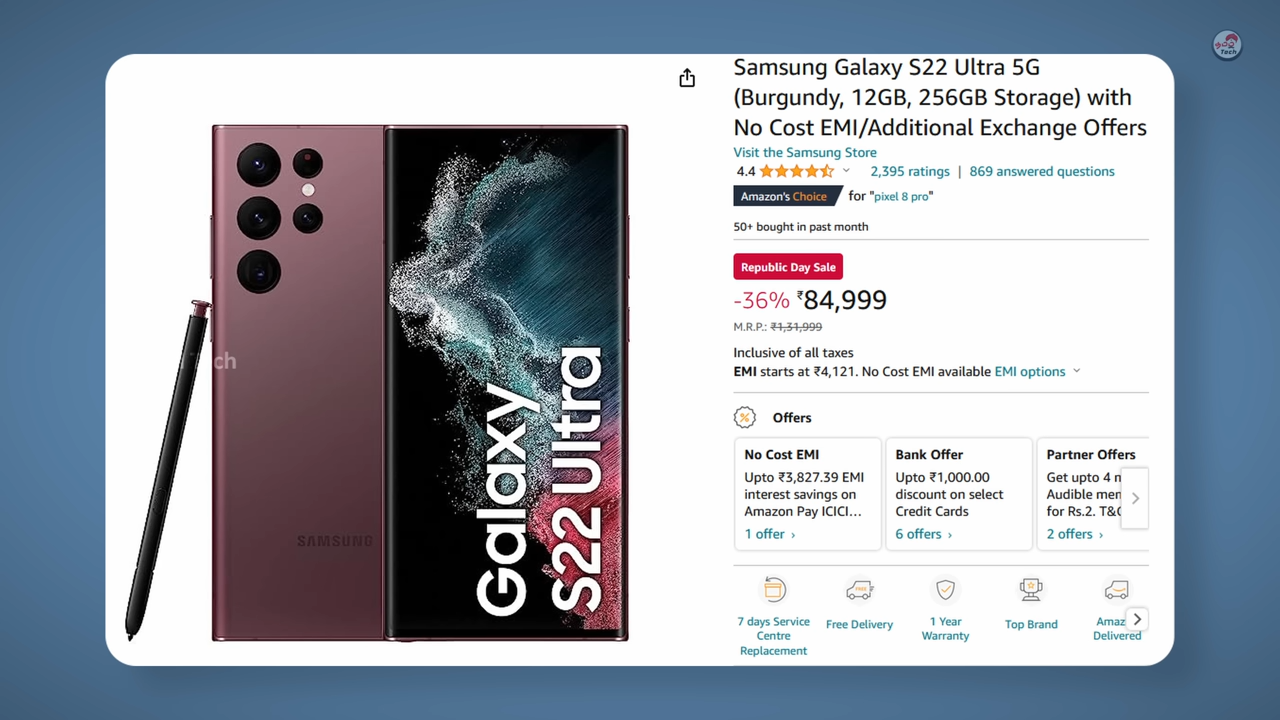 Tech
Samsung Galaxy S22 Ultra 5G
(Burgundy, 12GB, 256GB Storage) with
No Cost EMI/Additional Exchange Offers
Visit the Samsung Store
4.4
2,395 ratings | 869 answered questions
Amazon's Choice for "pixel 8 pro"
50+ bought in past month
Republic Day Sale
-36% ₹84,999
M.R.P.: ₹1,31,999
Inclusive of all taxes
EMI starts at ₹4,121. No Cost EMI available EMI options
Offers
No Cost EMI
Upto ₹3,827.39 EMI
interest savings on
Amazon Pay ICICI…
1 offer ›
Bank Offer
Upto ₹1,000.00
discount on select
Credit Cards
6 offers ›
Partner Offers
Get upto 4 m
Audible mem
for Rs.2. T&C
2 offers ›
7 days Service
Centre
Replacement
Free Delivery
1 Year
Warranty
Top Brand
Amaz
Delivered
SAMSUNG
Galaxy
S22 Ultra